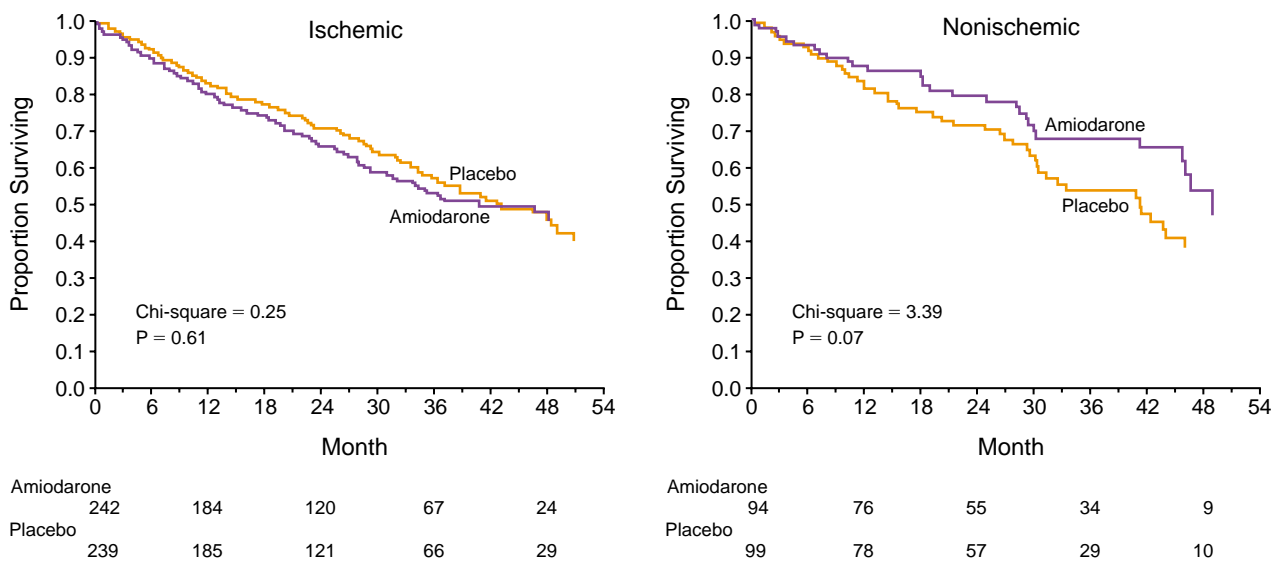 Ischemic
Proportion Surviving
1.0
0.9
0.8
0.7
0.6
0.5
0.4
0.3
0.2
0.1
0.0
Placebo
Amiodarone
Chi-square = 0.25
P = 0.61
0 6 12 18 24 30 36 42 48 54
Month
Amiodarone
242 184 120 67 24
Placebo
239 185 121 66 29
Nonischemic
Proportion Surviving
1.0
0.9
0.8
0.7
0.6
0.5
0.4
0.3
0.2
0.1
0.0
Amiodarone
Placebo
Chi-square = 3.39
P = 0.07
0 6 12 18 24 30 36 42 48 54
Month
Amiodarone
94 76 55 34 9
Placebo
99 78 57 29 10